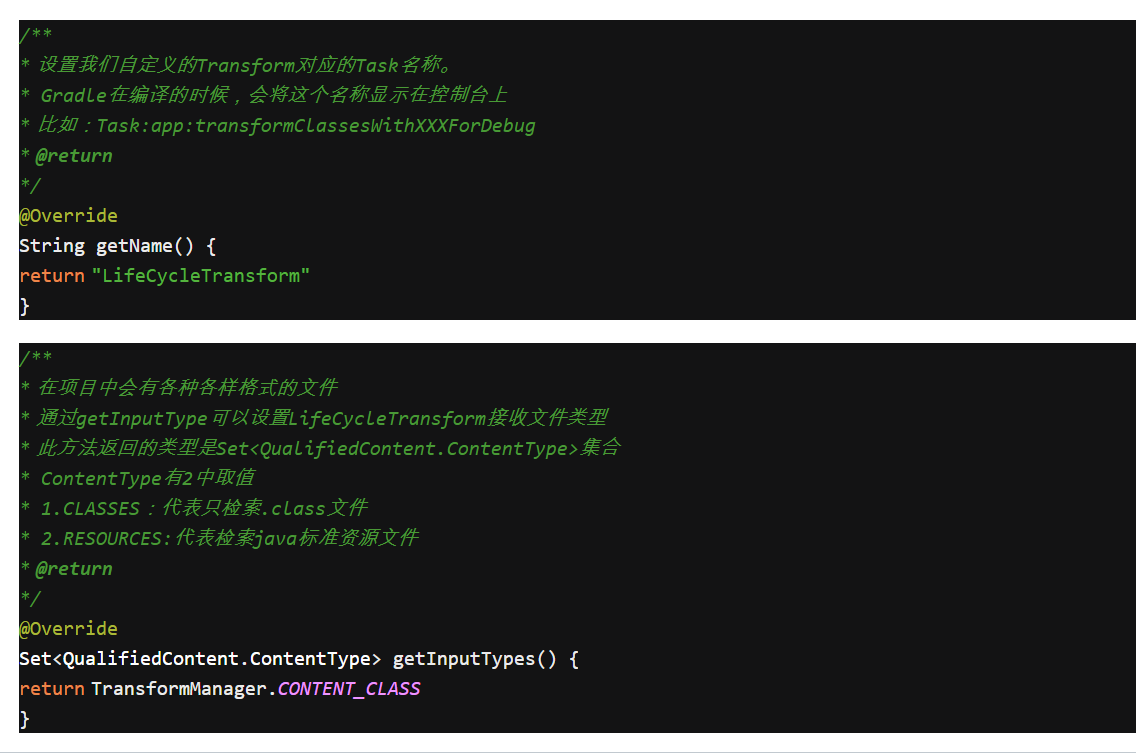 /**
* 设置我们自定义的Transform对应的Task名称。
* Gradle在编译的时候，会将这个名称显示在控制台上
* 比如：Task:app:transformClassesWithXXXForDebug
* @return
*/
@Override
String getName() {
return "LifeCycleTransform"
}
/**
* 在项目中会有各种各样格式的文件
* 通过getInputType可以设置LifeCycleTransform接收文件类型
* 此方法返回的类型是Set<QualifiedContent.ContentType>集合
* ContentType有2中取值
* 1.CLASSES：代表只检索.class文件
* 2.RESOURCES:代表检索java标准资源文件
* @return
*/
@Override
Set<QualifiedContent.ContentType> getInputTypes() {
return TransformManager.CONTENT_CLASS
}